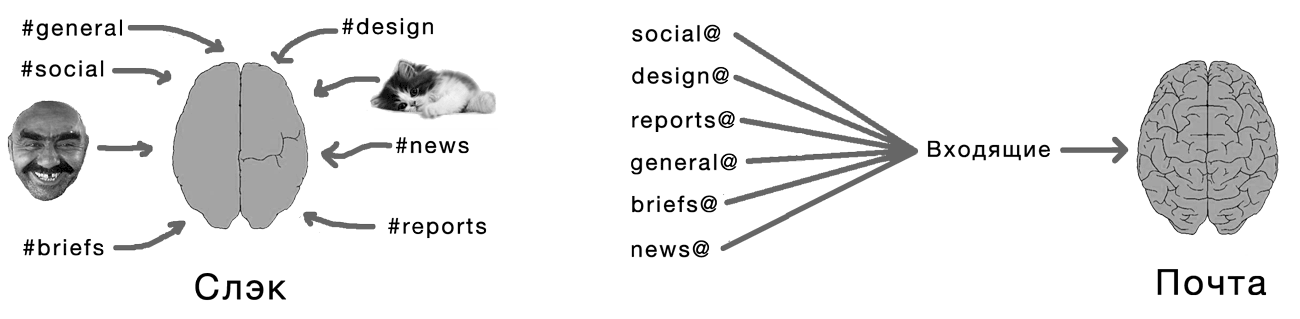 #general
#design
#social
#news
#reports
#briefs
Слэк
social@
design@
reports@
general@
briefs@
news@
Входящие
Почта